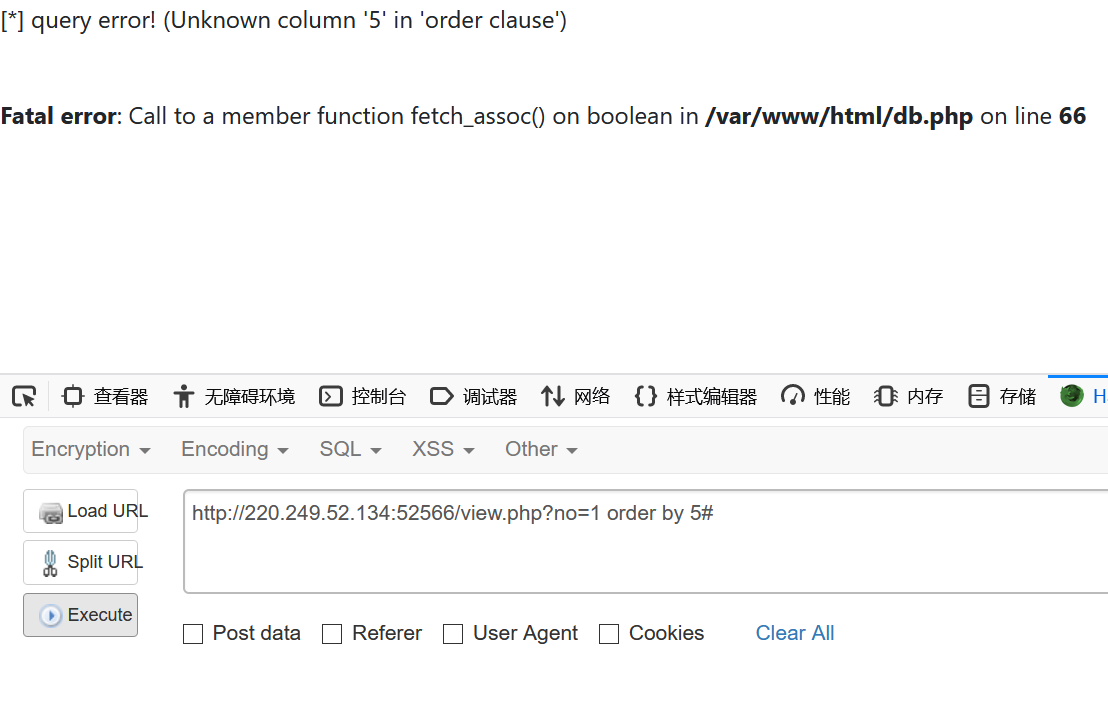 [*] query error! (Unknown column '5' in 'order clause')
Fatal error: Call to a member function fetch_assoc() on boolean in /var/www/html/db.php on line 66
查看器 无障碍环境 控制台 调试器 网络 样式编辑器 性能 内存 存储 H
Encryption Encoding SQL XSS Other
Load URL http://220.249.52.134:52566/view.php?no=1 order by 5#
Split URL
Execute
Post data Referer User Agent Cookies Clear All